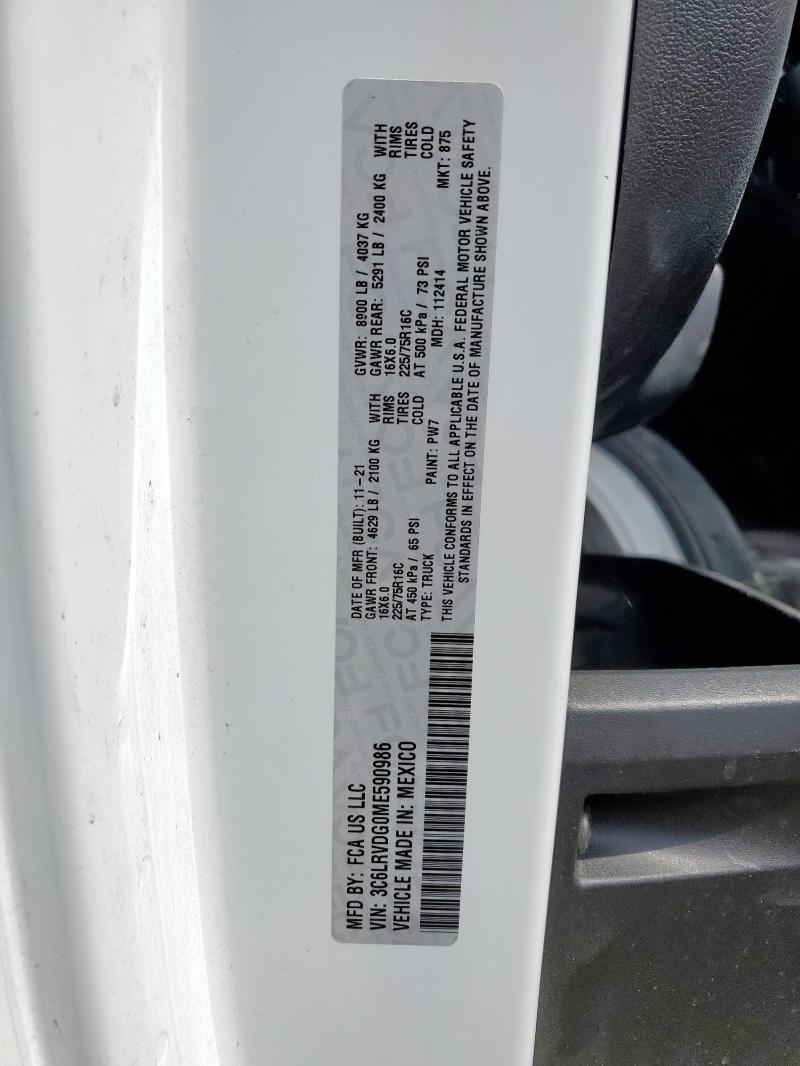 MFD BY: FCA US LLC
VIN: 3C6LRVDG0ME590986
VEHICLE MADE IN: MEXICO
DATE OF MFR (BUILT): 11-21 GVWR: 8900 LB / 4037 KG
GAWR FRONT: 4629 LB / 2100 KG WITH GAWR REAR: 5291 LB / 2400 KG WITH
16X6.0 RIMS 16X6.0 RIMS
225/75R16C TIRES 225/75R16C TIRES
AT 450 kPa / 65 PSI COLD AT 500 kPa / 73 PSI COLD
TYPE: TRUCK PAINT: PW7 MDH: 112414 MKT: 875
THIS VEHICLE CONFORMS TO ALL APPLICABLE U.S.A. FEDERAL MOTOR VEHICLE SAFETY
STANDARDS IN EFFECT ON THE DATE OF MANUFACTURE SHOWN ABOVE.